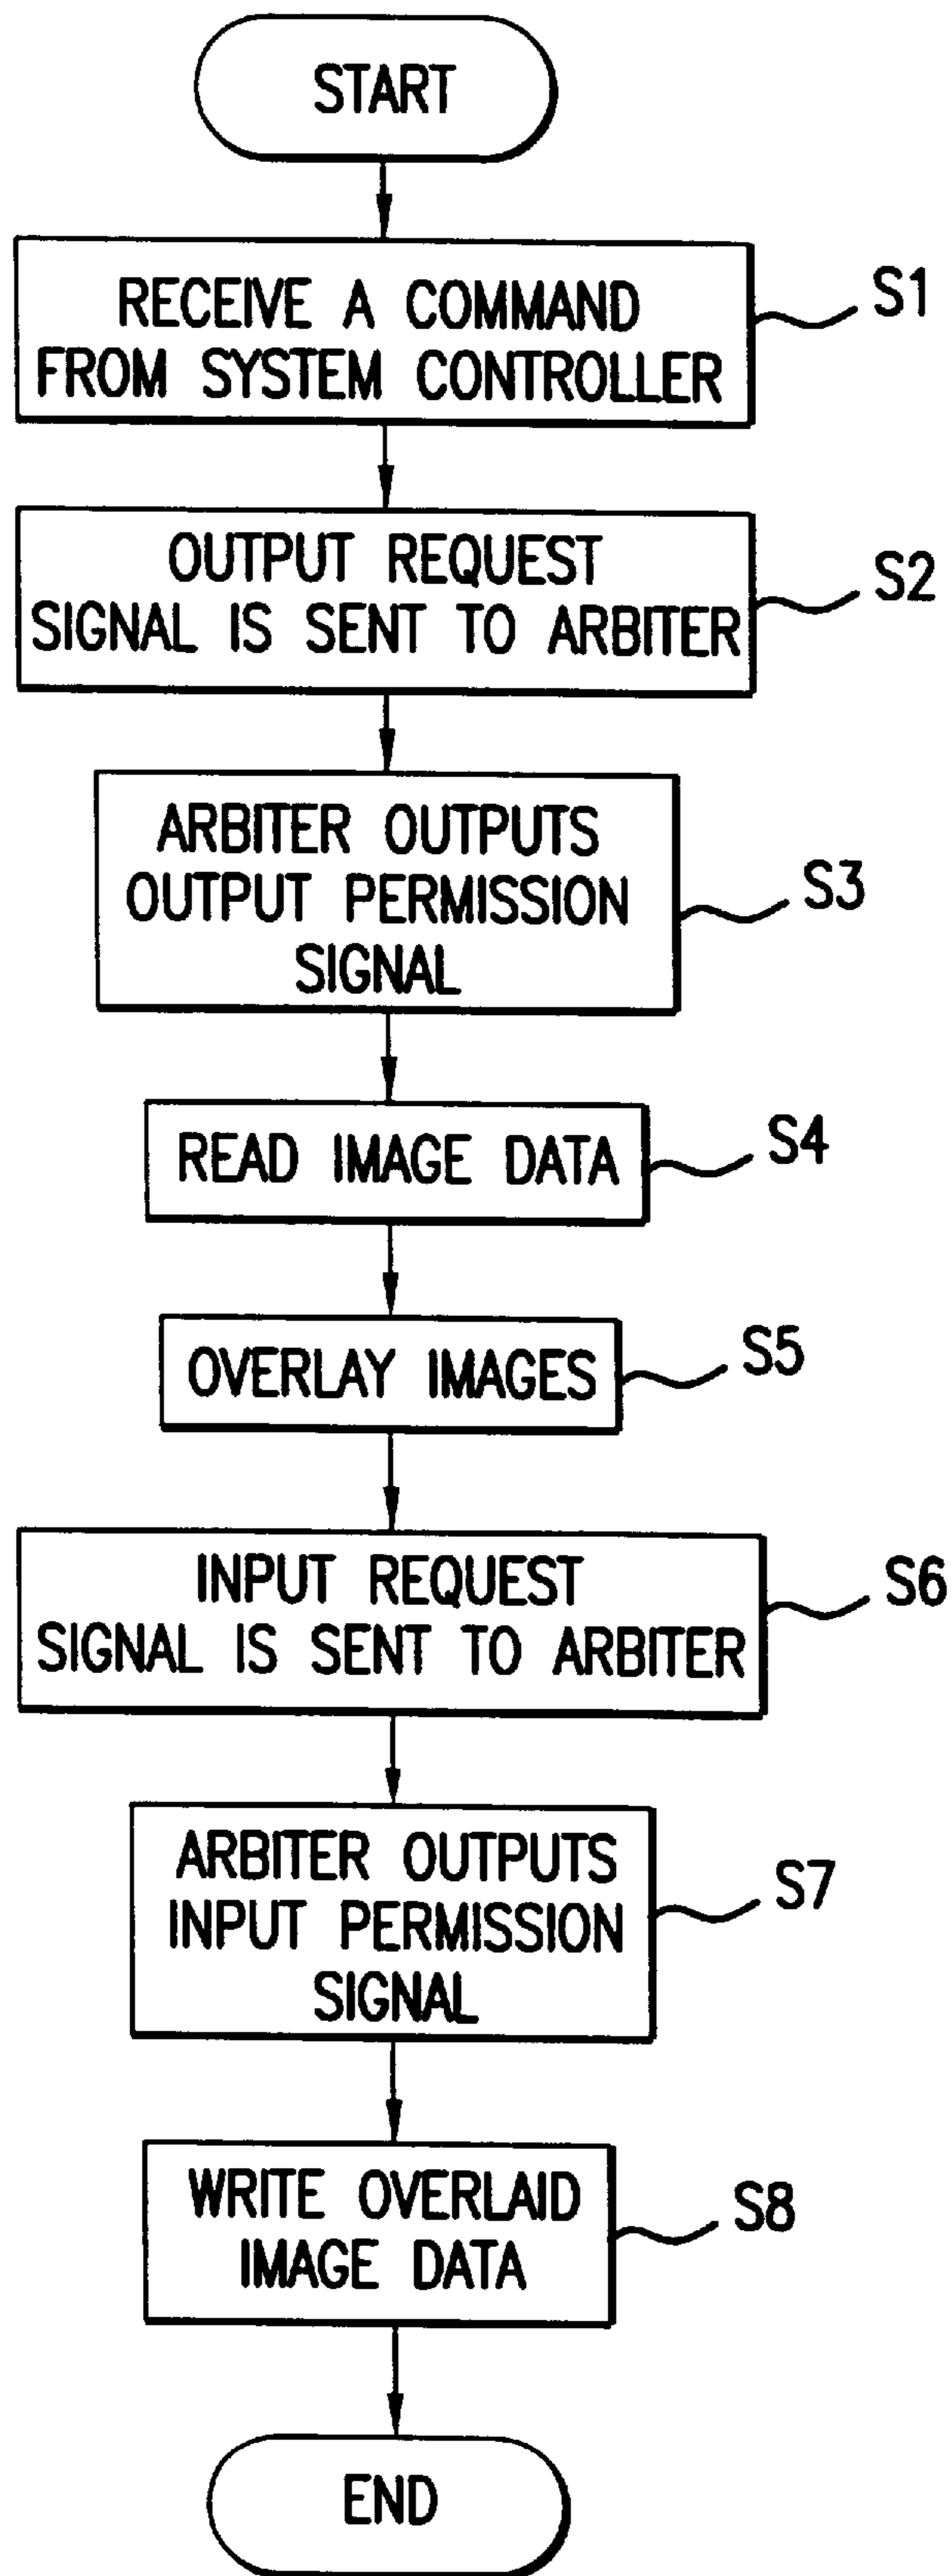 START
RECEIVE A COMMAND
FROM SYSTEM CONTROLLER
S1
OUTPUT REQUEST
SIGNAL IS SENT TO ARBITER
S2
ARBITER OUTPUTS
OUTPUT PERMISSION
SIGNAL
S3
READ IMAGE DATA
S4
OVERLAY IMAGES
S5
INPUT REQUEST
SIGNAL IS SENT TO ARBITER
S6
ARBITER OUTPUTS
INPUT PERMISSION
SIGNAL
S7
WRITE OVERLAID
IMAGE DATA
S8
END